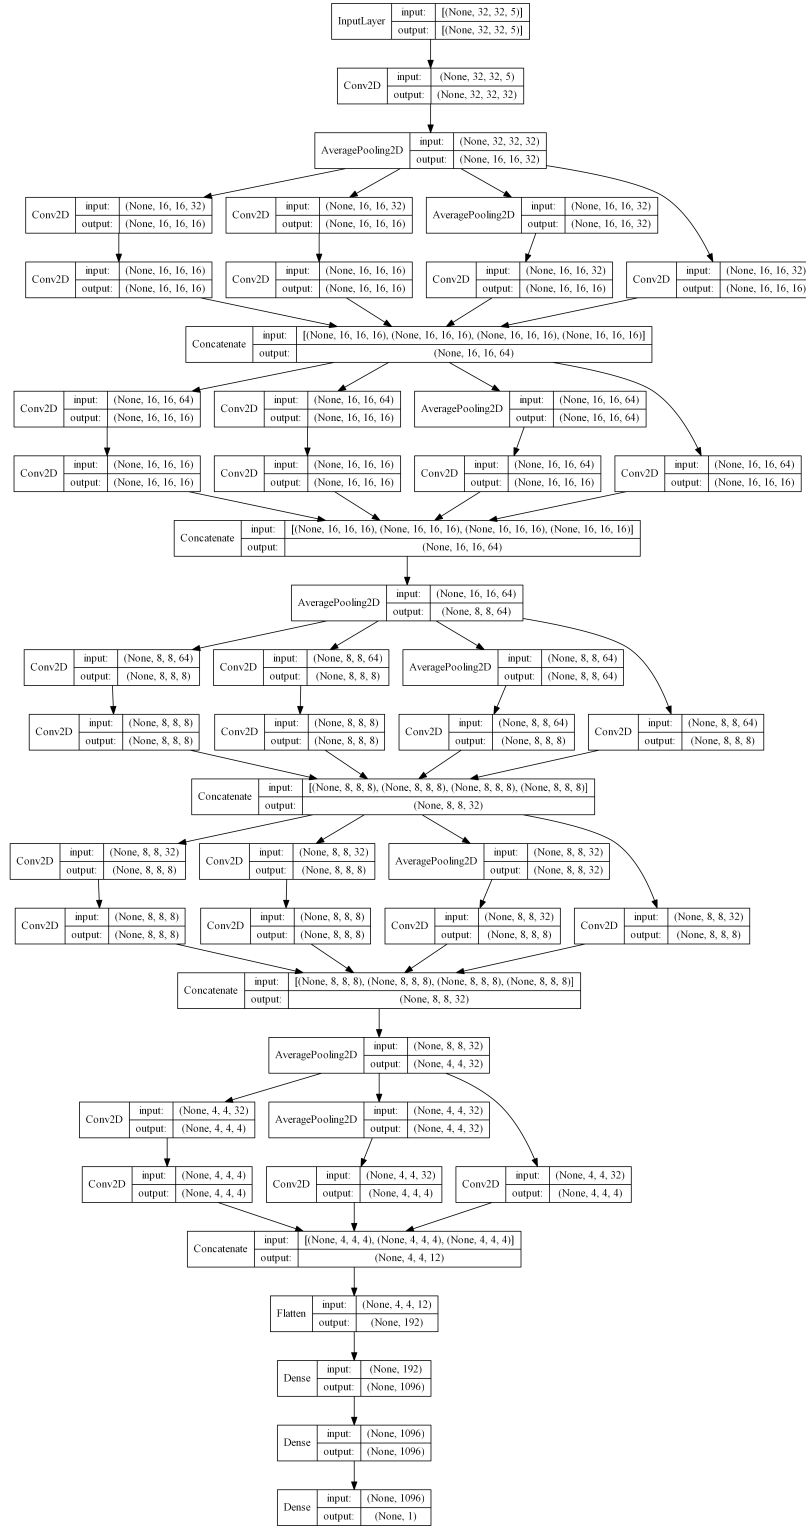 InputLayer input: [(None, 32, 32, 5)]
output: [(None, 32, 32, 5)]
Conv2D input: (None, 32, 32, 5)
output: (None, 32, 32, 32)
AveragePooling2D input: (None, 32, 32, 32)
output: (None, 16, 16, 32)
Conv2D input: (None, 16, 16, 32)
output: (None, 16, 16, 16)
Conv2D input: (None, 16, 16, 32)
output: (None, 16, 16, 16)
AveragePooling2D input: (None, 16, 16, 32)
output: (None, 16, 16, 32)
Conv2D input: (None, 16, 16, 16)
output: (None, 16, 16, 16)
Conv2D input: (None, 16, 16, 16)
output: (None, 16, 16, 16)
Conv2D input: (None, 16, 16, 32)
output: (None, 16, 16, 16)
Conv2D input: (None, 16, 16, 32)
output: (None, 16, 16, 16)
Concatenate input: [(None, 16, 16, 16), (None, 16, 16, 16), (None, 16, 16, 16), (None, 16, 16, 16)]
output: (None, 16, 16, 64)
Conv2D input: (None, 16, 16, 64)
output: (None, 16, 16, 16)
Conv2D input: (None, 16, 16, 64)
output: (None, 16, 16, 16)
AveragePooling2D input: (None, 16, 16, 64)
output: (None, 16, 16, 64)
Conv2D input: (None, 16, 16, 16)
output: (None, 16, 16, 16)
Conv2D input: (None, 16, 16, 16)
output: (None, 16, 16, 16)
Conv2D input: (None, 16, 16, 64)
output: (None, 16, 16, 16)
Conv2D input: (None, 16, 16, 64)
output: (None, 16, 16, 16)
Concatenate input: [(None, 16, 16, 16), (None, 16, 16, 16), (None, 16, 16, 16), (None, 16, 16, 16)]
output: (None, 16, 16, 64)
AveragePooling2D input: (None, 16, 16, 64)
output: (None, 8, 8, 64)
Conv2D input: (None, 8, 8, 64)
output: (None, 8, 8, 8)
Conv2D input: (None, 8, 8, 64)
output: (None, 8, 8, 8)
AveragePooling2D input: (None, 8, 8, 64)
output: (None, 8, 8, 64)
Conv2D input: (None, 8, 8, 8)
output: (None, 8, 8, 8)
Conv2D input: (None, 8, 8, 8)
output: (None, 8, 8, 8)
Conv2D input: (None, 8, 8, 64)
output: (None, 8, 8, 8)
Conv2D input: (None, 8, 8, 64)
output: (None, 8, 8, 8)
Concatenate input: [(None, 8, 8, 8), (None, 8, 8, 8), (None, 8, 8, 8), (None, 8, 8, 8)]
output: (None, 8, 8, 32)
Conv2D input: (None, 8, 8, 32)
output: (None, 8, 8, 8)
Conv2D input: (None, 8, 8, 32)
output: (None, 8, 8, 8)
AveragePooling2D input: (None, 8, 8, 32)
output: (None, 8, 8, 32)
Conv2D input: (None, 8, 8, 8)
output: (None, 8, 8, 8)
Conv2D input: (None, 8, 8, 8)
output: (None, 8, 8, 8)
Conv2D input: (None, 8, 8, 32)
output: (None, 8, 8, 8)
Conv2D input: (None, 8, 8, 32)
output: (None, 8, 8, 8)
Concatenate input: [(None, 8, 8, 8), (None, 8, 8, 8), (None, 8, 8, 8), (None, 8, 8, 8)]
output: (None, 8, 8, 32)
AveragePooling2D input: (None, 8, 8, 32)
output: (None, 4, 4, 32)
Conv2D input: (None, 4, 4, 32)
output: (None, 4, 4, 4)
AveragePooling2D input: (None, 4, 4, 32)
output: (None, 4, 4, 32)
Conv2D input: (None, 4, 4, 4)
output: (None, 4, 4, 4)
Conv2D input: (None, 4, 4, 32)
output: (None, 4, 4, 4)
Conv2D input: (None, 4, 4, 32)
output: (None, 4, 4, 4)
Concatenate input: [(None, 4, 4, 4), (None, 4, 4, 4), (None, 4, 4, 4)]
output: (None, 4, 4, 12)
Flatten input: (None, 4, 4, 12)
output: (None, 192)
Dense input: (None, 192)
output: (None, 1096)
Dense input: (None, 1096)
output: (None, 1096)
Dense input: (None, 1096)
output: (None, 1)